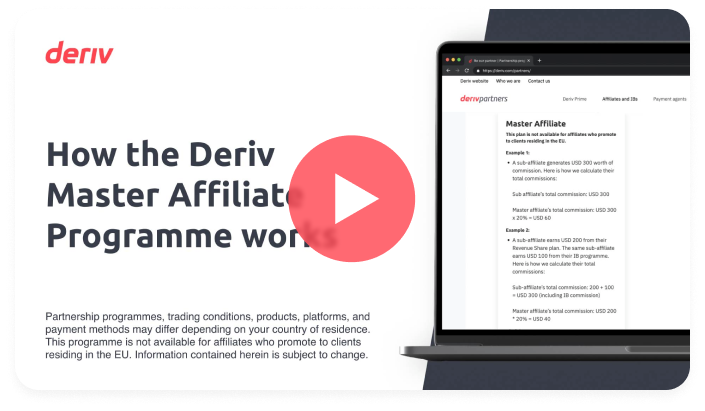 deriv
How the Deriv
Master Affiliate
Programme works
Partnership programmes, trading conditions, products, platforms, and
payment methods may differ depending on your country of residence.
This programme is not available for affiliates who promote to clients
residing in the EU. Information contained herein is subject to change.
https://deriv.com/partners/
Deriv website Who we are Contact us
derivpartners Deriv Prime Affiliates and IBs Payment agents
Master Affiliate
This plan is not available for affiliates who promote
to clients residing in the EU.
Example 1:
• A sub-affiliate generates USD 300 worth of
commission. Here is how we calculate their
total commissions:
Sub affiliate's total commission: USD 300
Master affiliate's total commission: USD 300
x 20% = USD 60
Example 2:
• A sub-affiliate earns USD 200 from their
Revenue Share plan. The same sub-affiliate
earns USD 100 from their IB programme.
Here is how we calculate their total
commissions:
Sub-affiliate's total commission: 200 + 100
= USD 300 (including IB commission)
Master affiliate's total commission: USD 200
* 20% = USD 40